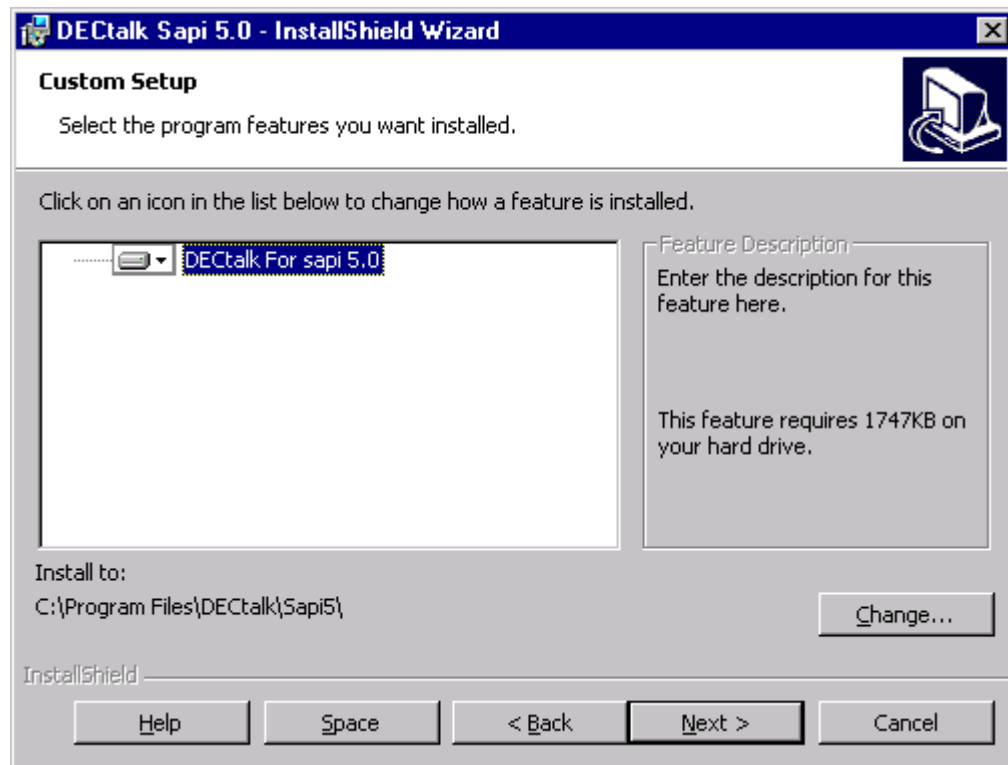 DECtalk Sapi 5.0 - InstallShield Wizard
Custom Setup
Select the program features you want installed.
Click on an icon in the list below to change how a feature is installed.
DECtalk For sapi 5.0
Feature Description
Enter the description for this
feature here.
This feature requires 1747KB on
your hard drive.
Install to:
C:\Program Files\DECtalk\Sapi5\
Change...
InstallShield
Help
Space
< Back
Next >
Cancel